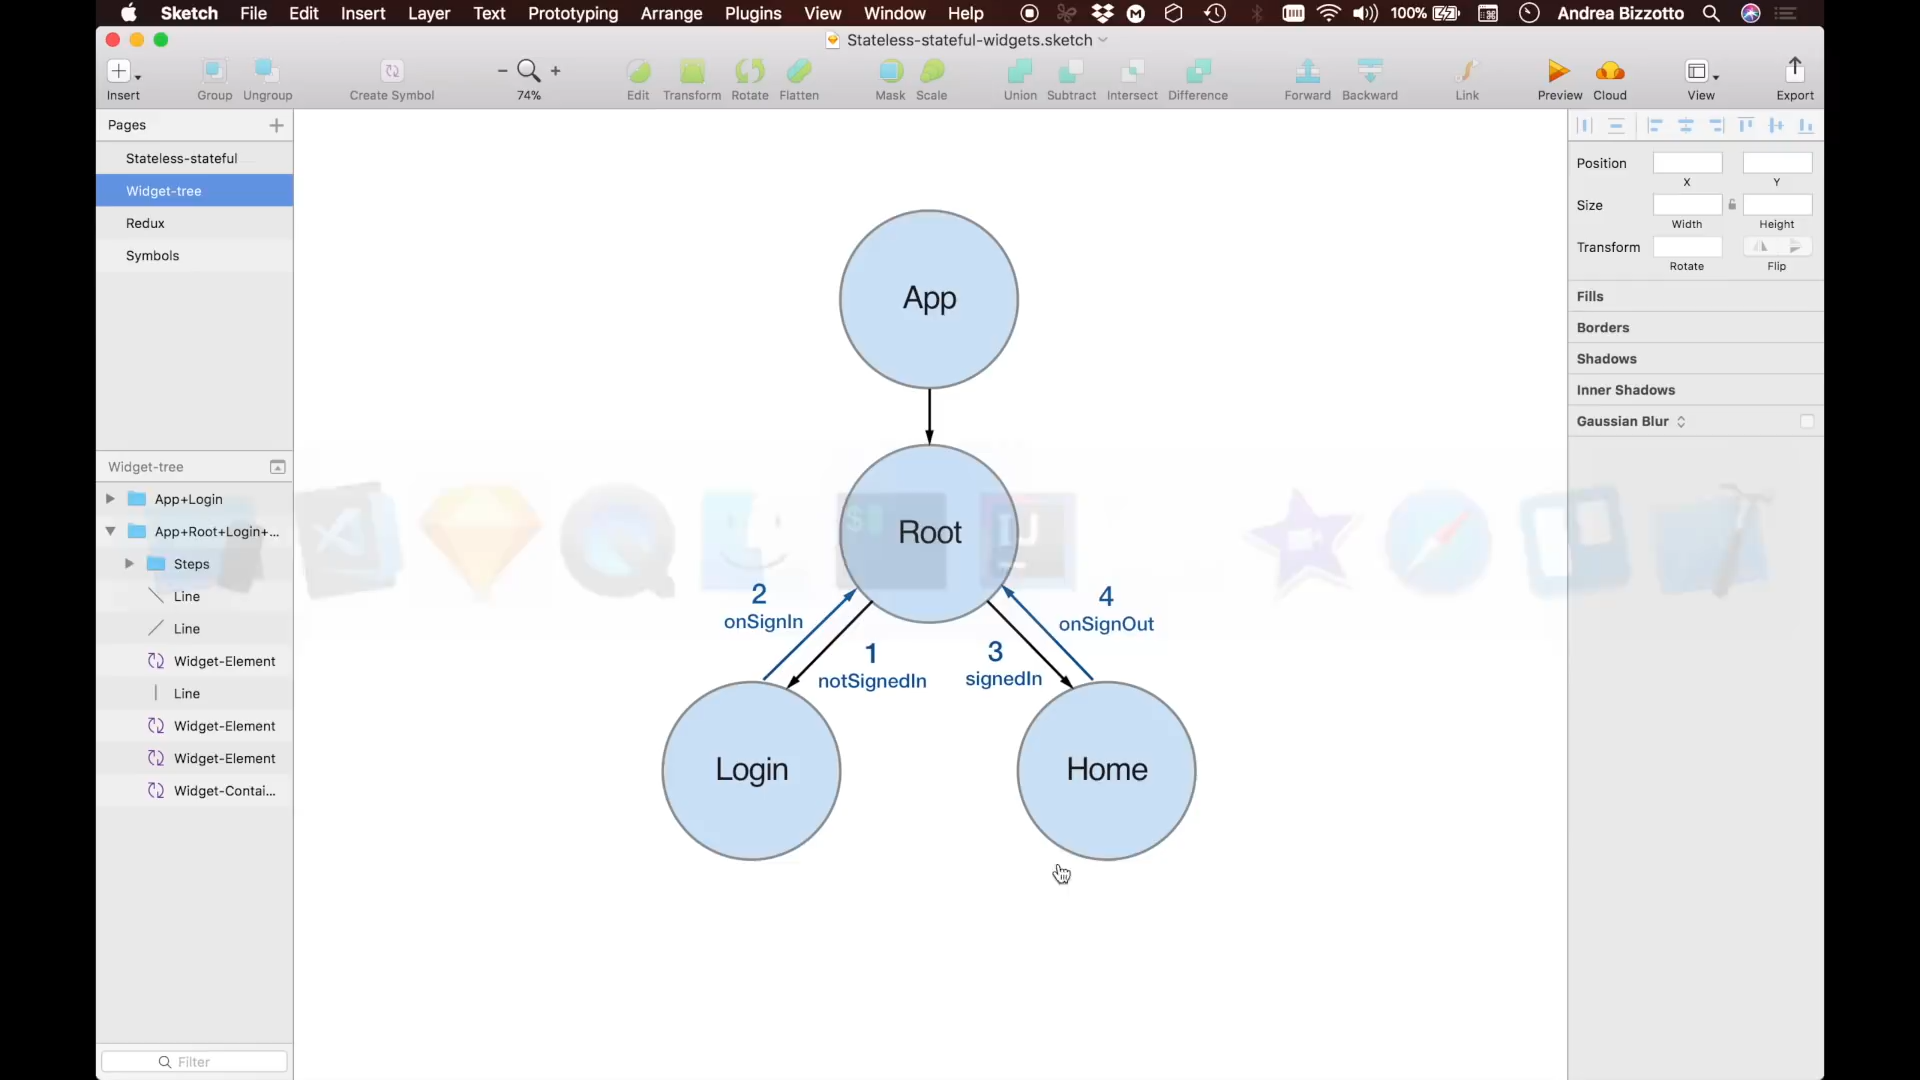 Sketch File Edit Insert Layer Text Prototyping Arrange Plugins View Window Help 100% Andrea Bizzotto
Stateless-stateful-widgets.sketch
Insert Group Ungroup Create Symbol 74% Edit Transform Rotate Flatten Mask Scale Union Subtract Intersect Difference Forward Backward Link Preview Cloud View Export
Pages
Stateless-stateful
Widget-tree
Redux
Symbols
Widget-tree
App+Login
App+Root+Login+...
Steps
Line
Line
Widget-Element
Line
Widget-Element
Widget-Element
Widget-Contai...
Filter
App
Root
2
onSignIn
4
onSignOut
1
notSignedIn
3
signedIn
Login
Home
Position
X Y
Size
Width Height
Transform
Rotate Flip
Fills
Borders
Shadows
Inner Shadows
Gaussian Blur